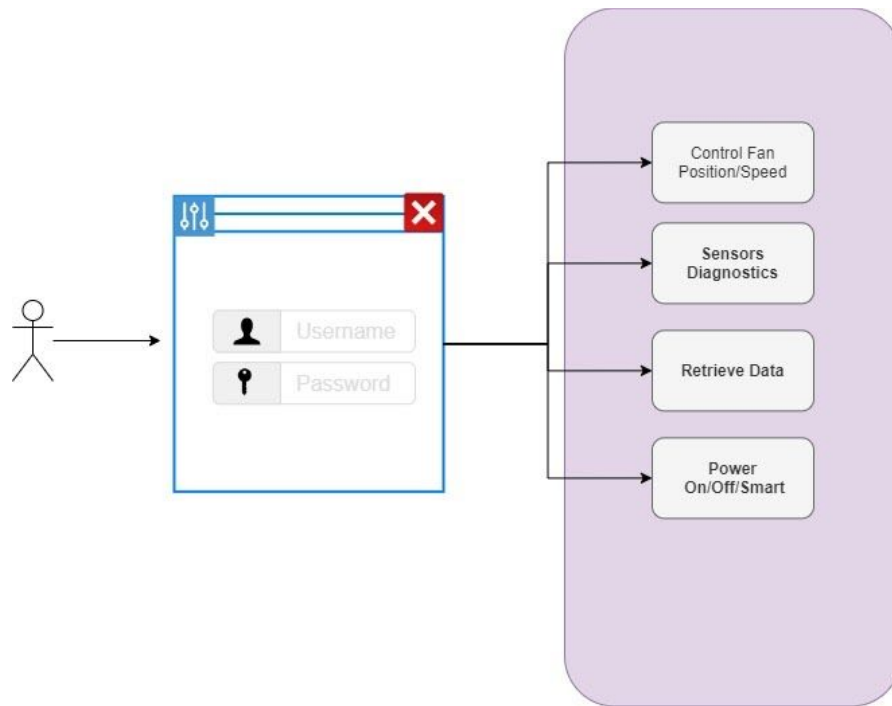 Username
Password
Control Fan
Position/Speed
Sensors
Diagnostics
Retrieve Data
Power
On/Off/Smart